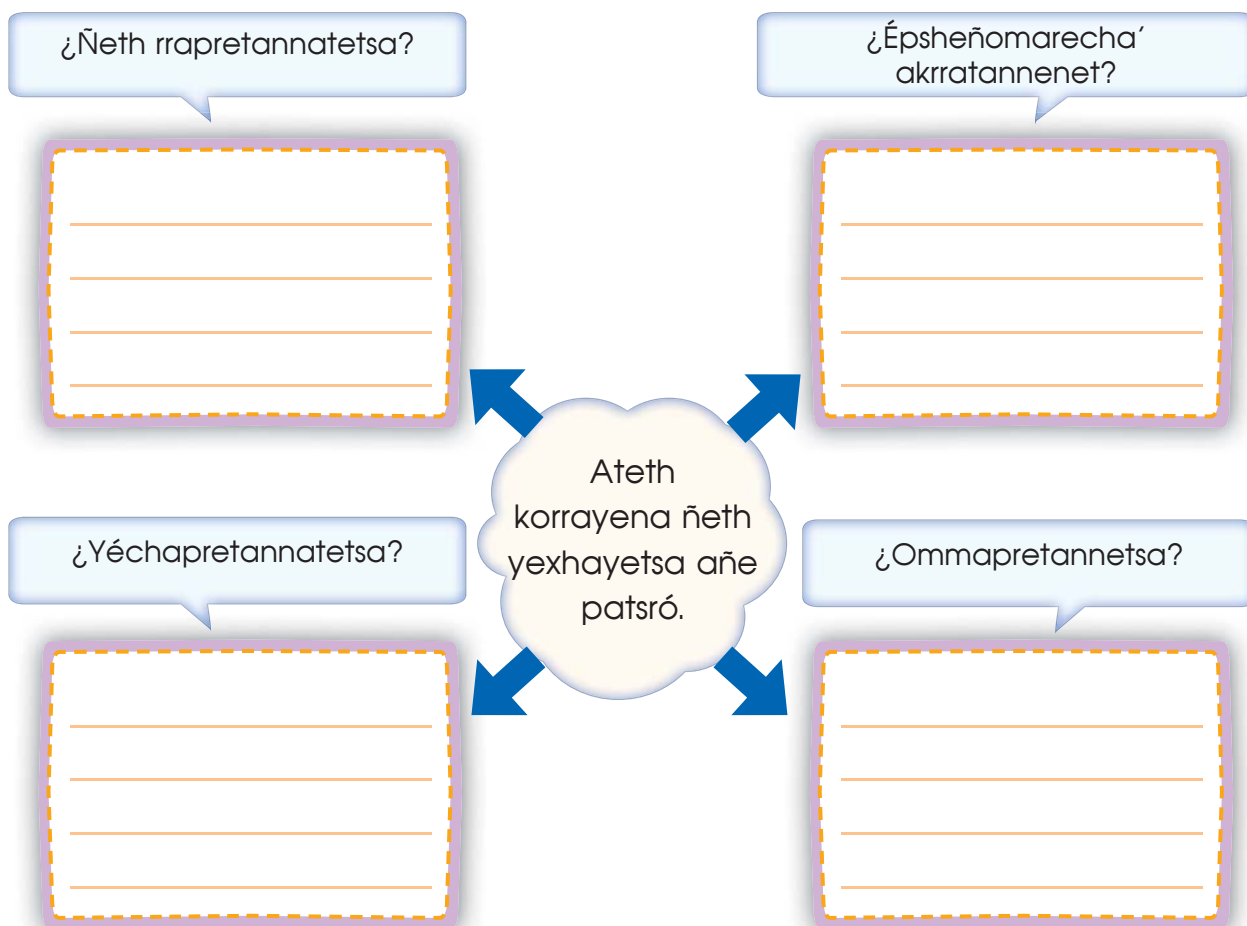 ¿Ñeth rrapretannatetsa?
¿Épsheñomarecha´
akrratannenet?
Ateth
korrayena ñeth
yexhayetsa añe
patsró.
¿Yéchapretannatetsa?
¿Ommapretannetsa?